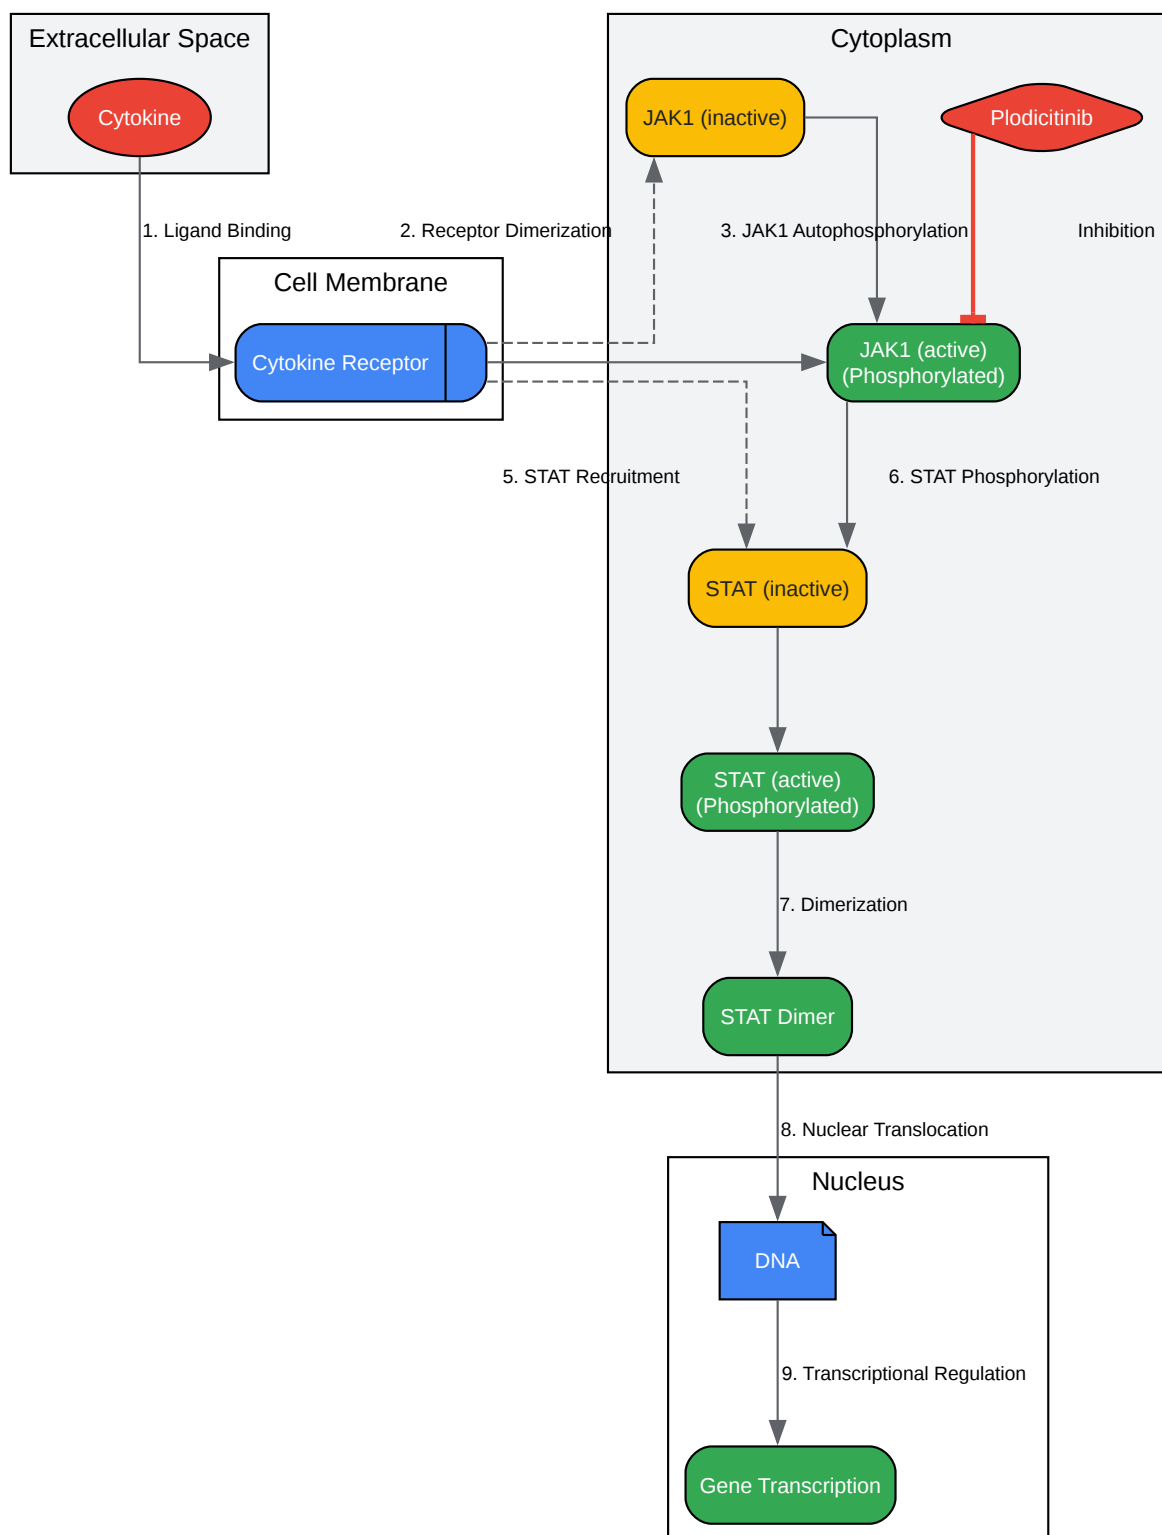 Extracellular Space
Cytoplasm
Cytokine
JAK1 (inactive)
Plodicitinib
1. Ligand Binding
2. Receptor Dimerization
3. JAK1 Autophosphorylation
Inhibition
Cell Membrane
Cytokine Receptor
JAK1 (active)
(Phosphorylated)
5. STAT Recruitment
6. STAT Phosphorylation
STAT (inactive)
STAT (active)
(Phosphorylated)
7. Dimerization
STAT Dimer
8. Nuclear Translocation
Nucleus
DNA
9. Transcriptional Regulation
Gene Transcription